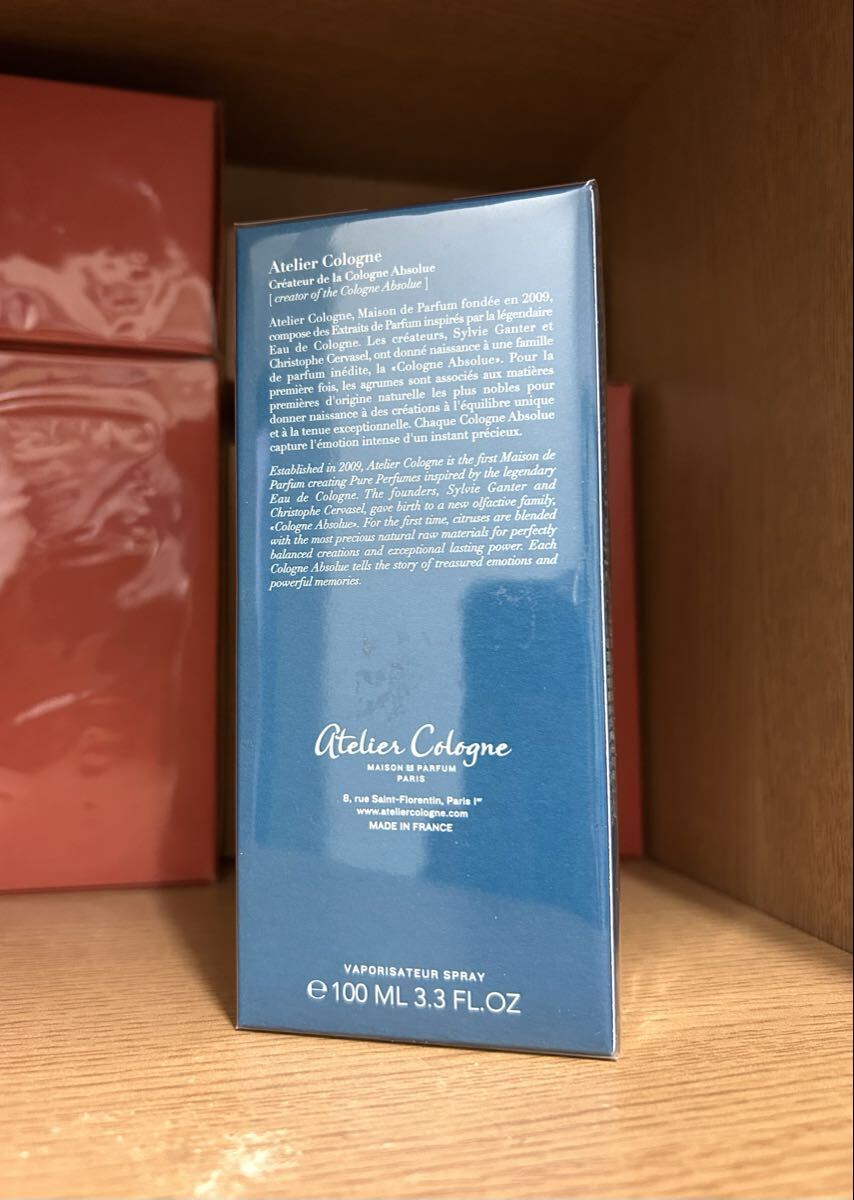 Atelier Cologne
Créateur de la Cologne Absolue
[ creator of the Cologne Absolue ]
Atelier Cologne, Maison de Parfum fondée en 2009,
compose des Extraits de Parfum inspirés par la légendaire
Eau de Cologne. Les créateurs, Sylvie Ganter et
Christophe Cervasel, ont donné naissance à une famille
de parfum inédite, la «Cologne Absolue». Pour la
première fois, les agrumes sont associés aux matières
premières d'origine naturelle les plus nobles pour
donner naissance à des créations à l'équilibre unique
et à la tenue exceptionnelle. Chaque Cologne Absolue
capture l'émotion intense d'un instant précieux.
Established in 2009, Atelier Cologne is the first Maison de
Parfum creating Pure Perfumes inspired by the legendary
Eau de Cologne. The founders, Sylvie Ganter and
Christophe Cervasel, gave birth to a new olfactive family,
«Cologne Absolue». For the first time, citruses are blended
with the most precious natural raw materials for perfectly
balanced creations and exceptional lasting power. Each
Cologne Absolue tells the story of treasured emotions and
powerful memories.
Atelier Cologne
MAISON DE PARFUM
PARIS
8, rue Saint-Florentin, Paris Iᵉʳ
www.ateliercologne.com
MADE IN FRANCE
VAPORISATEUR SPRAY
℮100 ML 3.3 FL.OZ